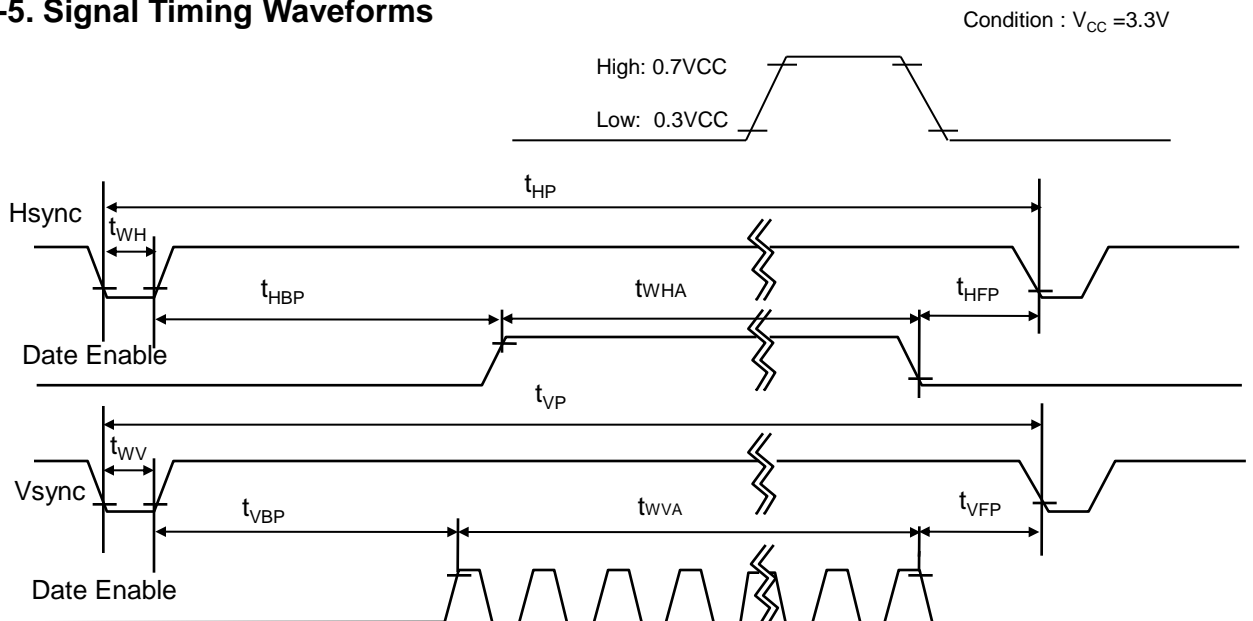 -5. Signal Timing Waveforms
Condition : VCC =3.3V
High: 0.7VCC
Low: 0.3VCC
tHP
Hsync
tWH
tHBP
tWHA
tHFP
Date Enable
tVP
tWV
Vsync
tVBP
tWVA
tVFP
Date Enable